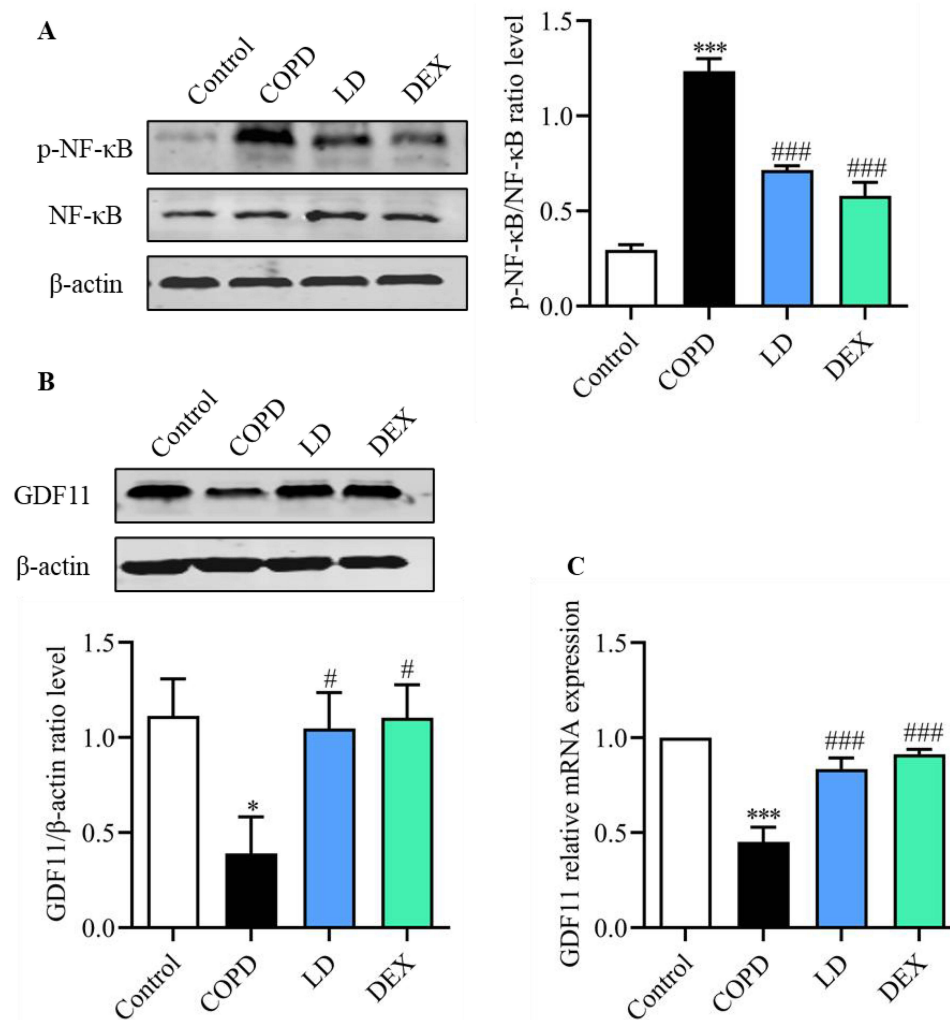 A
Control
COPD
LD
DEX
p-NF-κB
NF-κB
β-actin
p-NF-κB/NF-κB ratio level
1.5
1.0
0.5
0.0
***
###
###
Control
COPD
LD
DEX
B
Control
COPD
LD
DEX
GDF11
β-actin
GDF11/β-actin ratio level
1.5
1.0
0.5
0.0
*
#
#
Control
COPD
LD
DEX
C
GDF11 relative mRNA expression
1.5
1.0
0.5
0.0
***
###
###
Control
COPD
LD
DEX